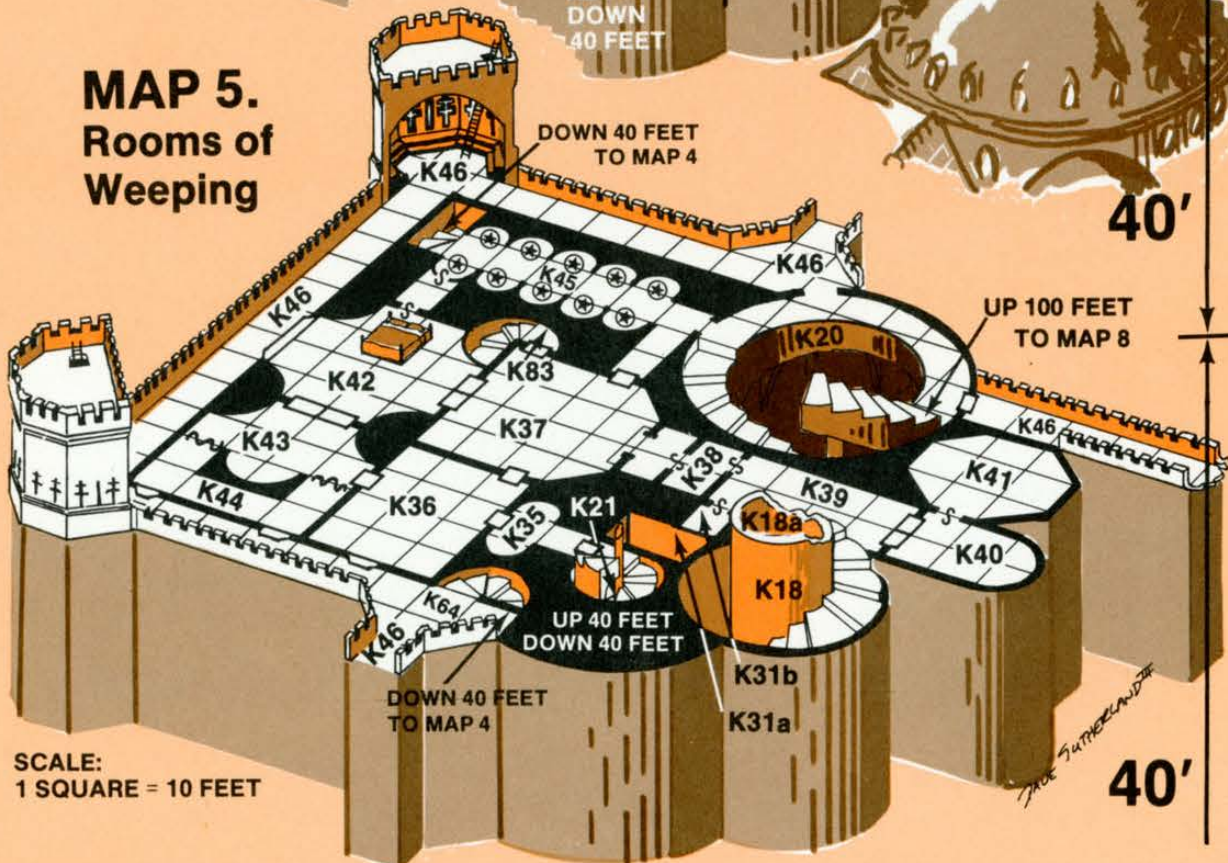 DOWN
40 FEET
MAP 5.
Rooms of
Weeping
DOWN 40 FEET
TO MAP 4
40'
K46
K46
K46
K45
UP 100 FEET
TO MAP 8
K20
K83
K42
K37
K46
K43
K38
K41
K39
K44
K36
K21
K35
K18a
K40
K18
K64
UP 40 FEET
DOWN 40 FEET
K46
K31b
DOWN 40 FEET
TO MAP 4
K31a
SCALE:
1 SQUARE = 10 FEET
DAVE SUTHERLAND III
40'
S
S
S
S
S
S